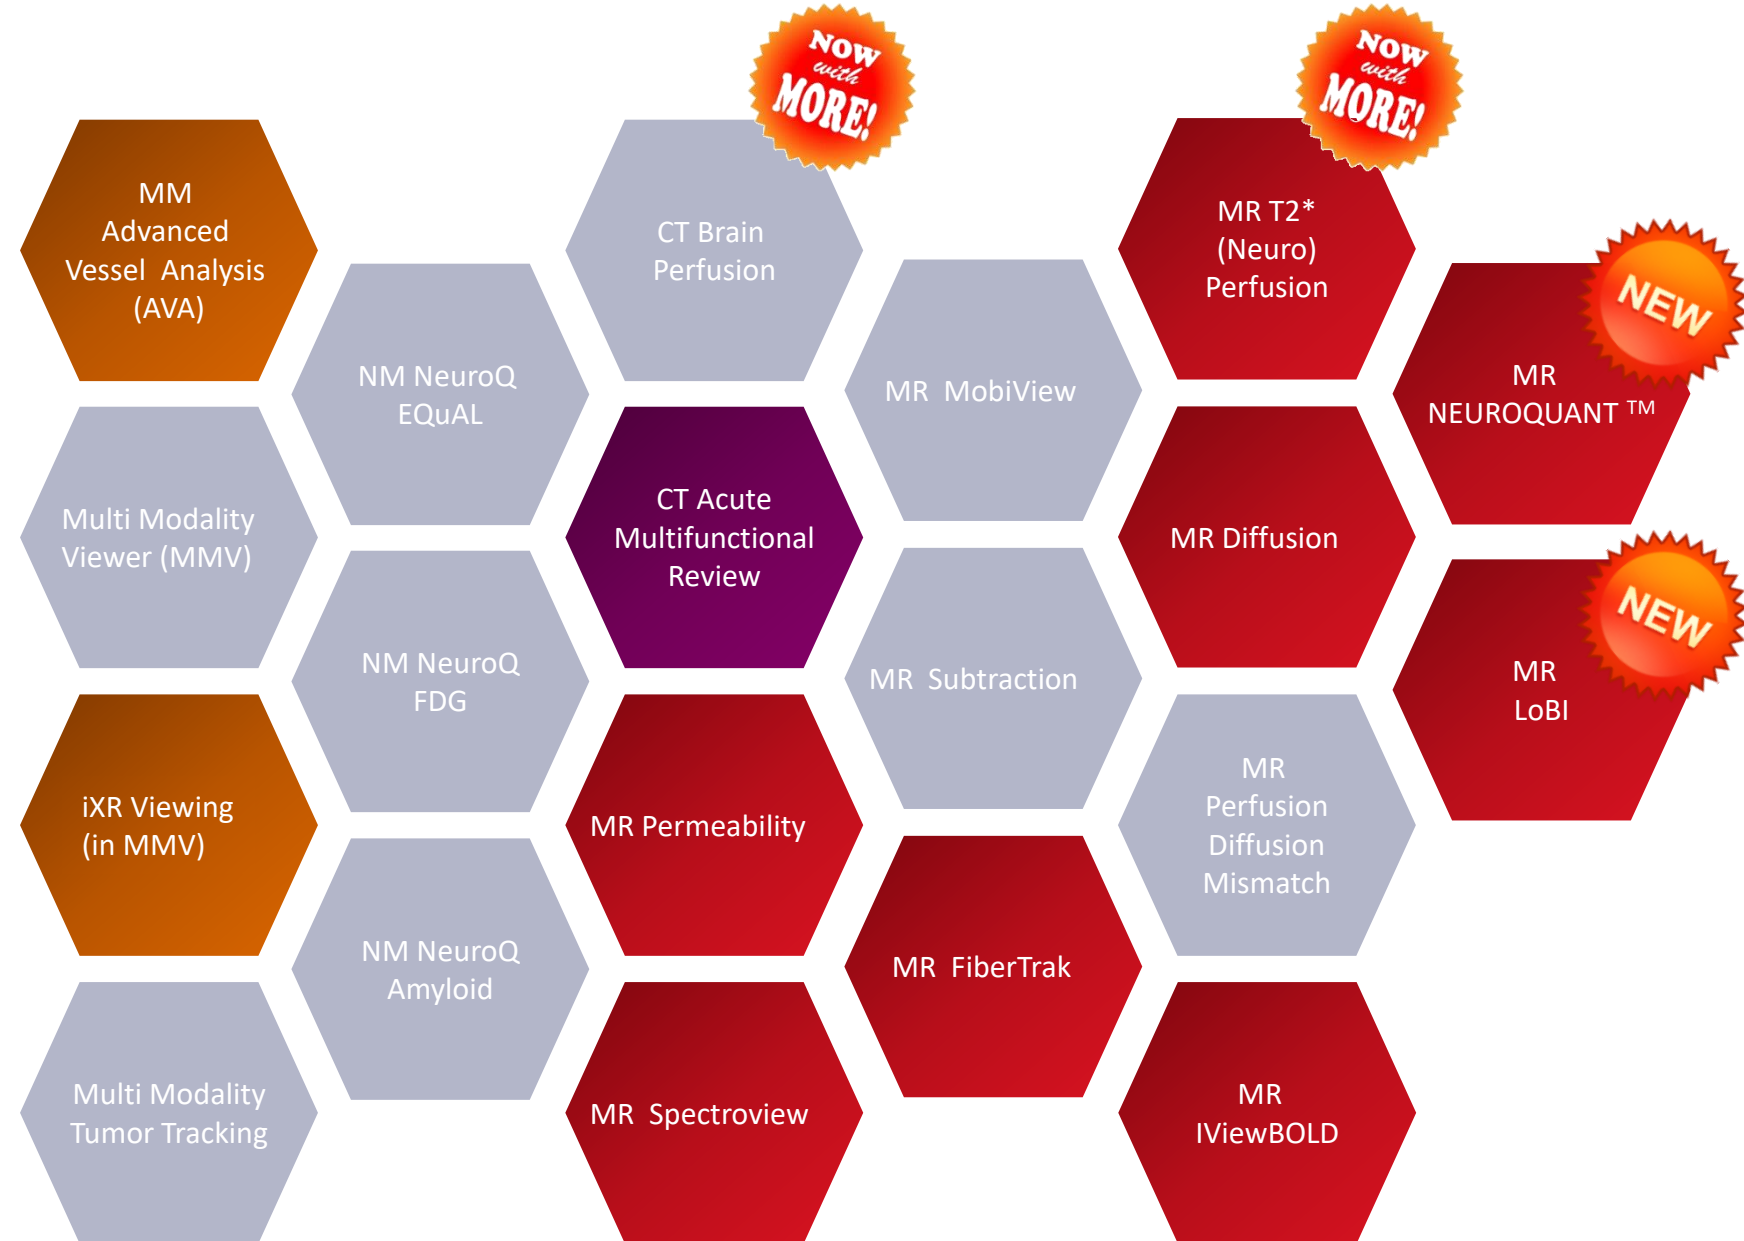 NOW
with
MORE!
NOW
with
MORE!
MM
Advanced
Vessel Analysis
(AVA)
CT Brain
Perfusion
MR T2*
(Neuro)
Perfusion
NEW
NM NeuroQ
EQuAL
MR MobiView
MR
NEUROQUANT TM
Multi Modality
Viewer (MMV)
CT Acute
Multifunctional
Review
MR Diffusion
NEW
NM NeuroQ
FDG
MR Subtraction
MR
LoBI
iXR Viewing
(in MMV)
MR Permeability
MR
Perfusion
Diffusion
Mismatch
NM NeuroQ
Amyloid
MR FiberTrak
Multi Modality
Tumor Tracking
MR Spectroview
MR
IViewBOLD